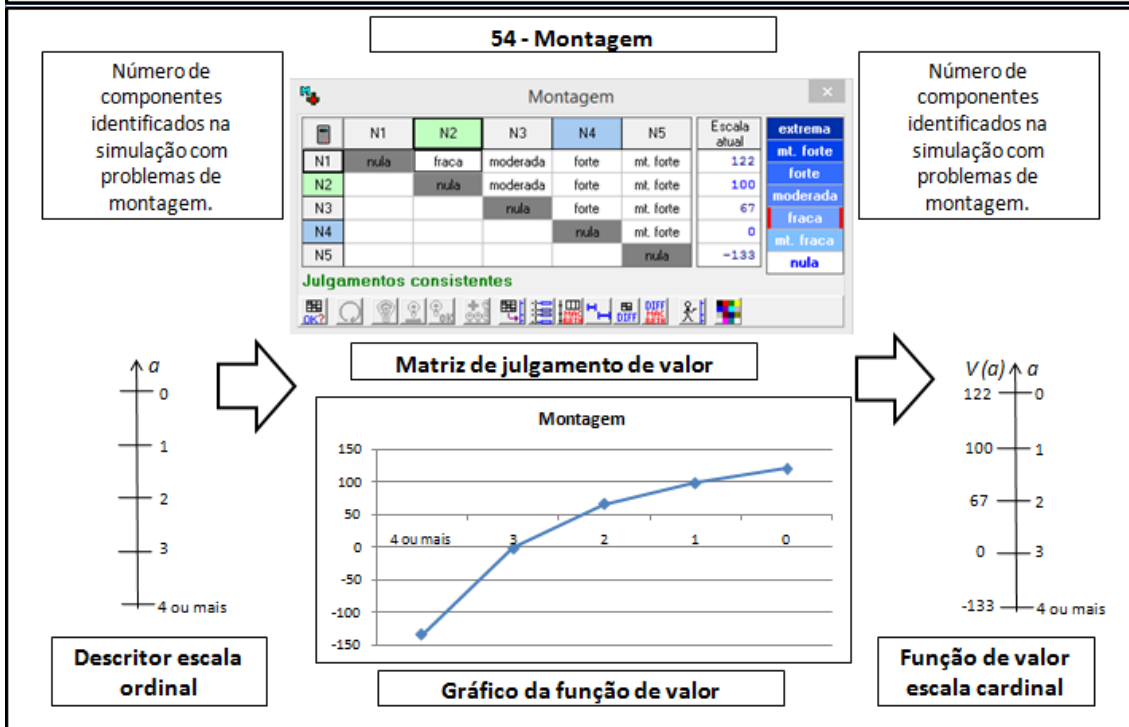 54 - Montagem
Número de
componentes
identificados na
simulação com
problemas de
montagem.
Montagem
N1 N2 N3 N4 N5 Escala atual
N1 nula fraca moderada forte mt. forte 122
N2 nula moderada forte mt. forte 100
N3 nula forte mt. forte 67
N4 nula mt. forte 0
N5 nula -133
extrema
mt. forte
forte
moderada
fraca
mt. fraca
nula
Julgamentos consistentes
OK?
DIFF
DIFF
Número de
componentes
identificados na
simulação com
problemas de
montagem.
Matriz de julgamento de valor
a
0
1
2
3
4 ou mais
Descritor escala
ordinal
Montagem
150
100
50
0
-50
-100
-150
4 ou mais 3 2 1 0
Gráfico da função de valor
V(a) a
122 0
100 1
67 2
0 3
-133 4 ou mais
Função de valor
escala cardinal